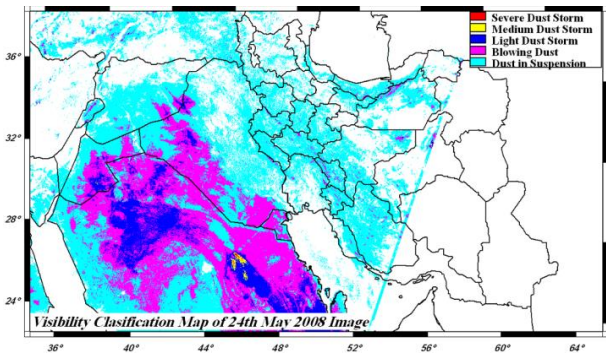 Severe Dust Storm
Medium Dust Storm
Light Dust Storm
Blowing Dust
Dust in Suspension
36°
32°
28°
24°
Visibility Clasification Map of 24th May 2008 Image
36° 40° 44° 48° 52° 56° 60° 64°